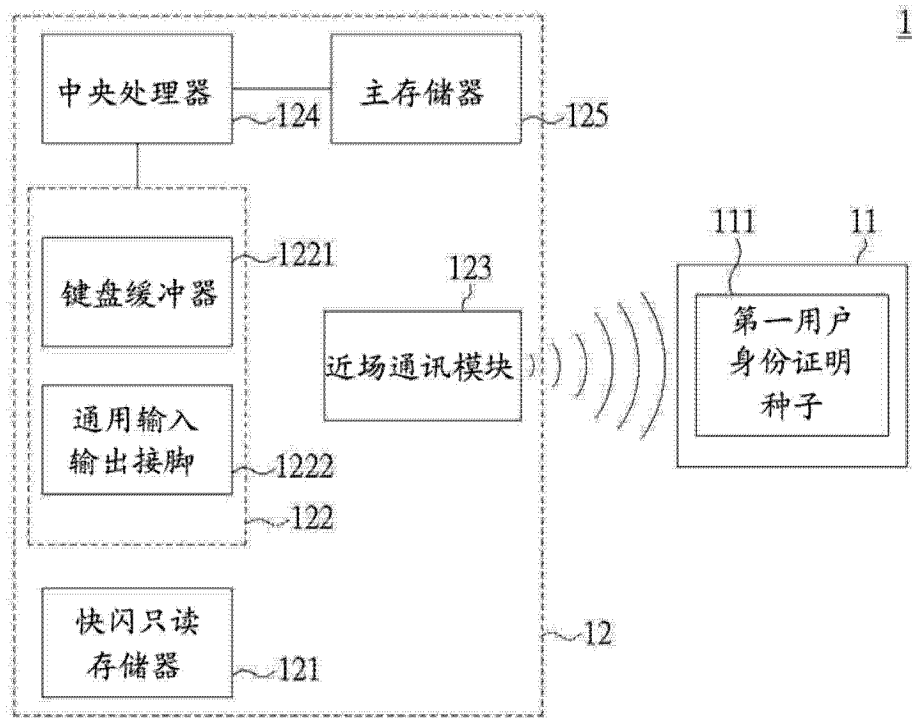 1
中央处理器
124
主存储器
125
键盘缓冲器
1221
通用输入
输出接脚
1222
122
快闪只读
存储器
121
12
123
近场通讯模块
111
11
第一用户
身份证明
种子